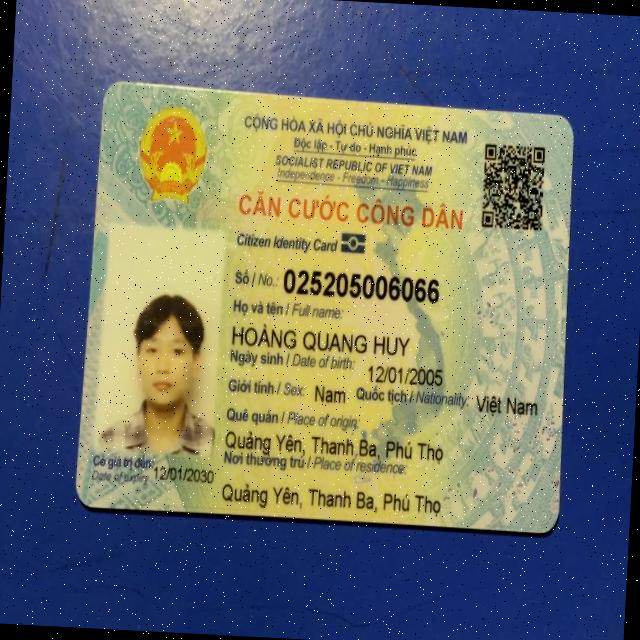 CỘNG HÒA XÃ HỘI CHỦ NGHĨA VIỆT NAM
Độc lập - Tự do - Hạnh phúc
SOCIALIST REPUBLIC OF VIET NAM
Independence - Freedom - Happiness
CĂN CƯỚC CÔNG DÂN
Citizen Identity Card
Số / No.: 025205006066
Họ và tên / Full name:
HOÀNG QUANG HUY
Ngày sinh / Date of birth: 12/01/2005
Giới tính / Sex: Nam Quốc tịch / Nationality: Việt Nam
Quê quán / Place of origin:
Quảng Yên, Thanh Ba, Phú Thọ
Nơi thường trú / Place of residence:
Quảng Yên, Thanh Ba, Phú Thọ
Có giá trị đến: 12/01/2030
Date of expiry